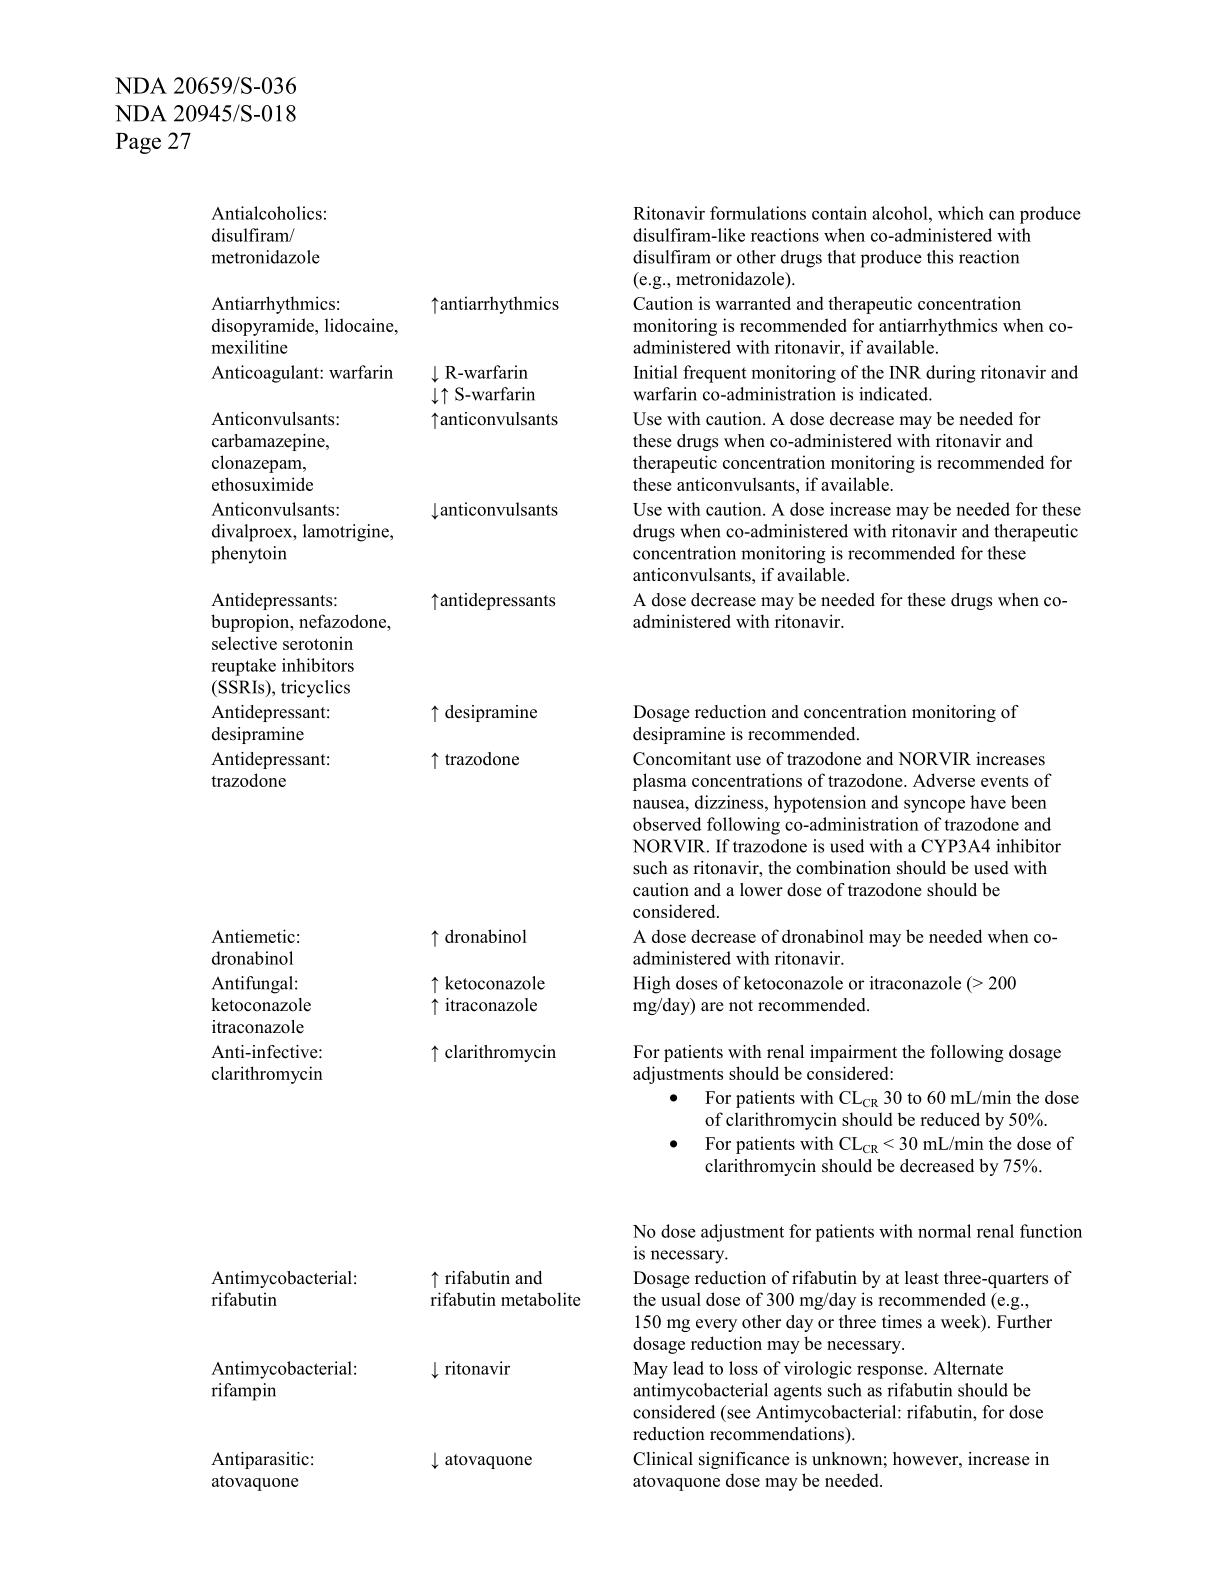 NDA 20659/S-036
NDA 20945/S-018
Page 27
Antialcoholics:
disulfiram/
metronidazole
Ritonavir formulations contain alcohol, which can produce
disulfiram-like reactions when co-administered with
disulfiram or other drugs that produce this reaction
(e.g., metronidazole).
Antiarrhythmics:
disopyramide, lidocaine,
mexilitine
↑antiarrhythmics
Caution is warranted and therapeutic concentration
monitoring is recommended for antiarrhythmics when co-
administered with ritonavir, if available.
Anticoagulant: warfarin
↓ R-warfarin
↓↑ S-warfarin
Initial frequent monitoring of the INR during ritonavir and
warfarin co-administration is indicated.
Anticonvulsants:
carbamazepine,
clonazepam,
ethosuximide
↑anticonvulsants
Use with caution. A dose decrease may be needed for
these drugs when co-administered with ritonavir and
therapeutic concentration monitoring is recommended for
these anticonvulsants, if available.
Anticonvulsants:
divalproex, lamotrigine,
phenytoin
↓anticonvulsants
Use with caution. A dose increase may be needed for these
drugs when co-administered with ritonavir and therapeutic
concentration monitoring is recommended for these
anticonvulsants, if available.
Antidepressants:
bupropion, nefazodone,
selective serotonin
reuptake inhibitors
(SSRIs), tricyclics
↑antidepressants
A dose decrease may be needed for these drugs when co-
administered with ritonavir.
Antidepressant:
desipramine
↑ desipramine
Dosage reduction and concentration monitoring of
desipramine is recommended.
Antidepressant:
trazodone
↑ trazodone
Concomitant use of trazodone and NORVIR increases
plasma concentrations of trazodone. Adverse events of
nausea, dizziness, hypotension and syncope have been
observed following co-administration of trazodone and
NORVIR. If trazodone is used with a CYP3A4 inhibitor
such as ritonavir, the combination should be used with
caution and a lower dose of trazodone should be
considered.
Antiemetic:
dronabinol
↑ dronabinol
A dose decrease of dronabinol may be needed when co-
administered with ritonavir.
Antifungal:
ketoconazole
itraconazole
↑ ketoconazole
↑ itraconazole
High doses of ketoconazole or itraconazole (> 200
mg/day) are not recommended.
Anti-infective:
clarithromycin
↑ clarithromycin
For patients with renal impairment the following dosage
adjustments should be considered:
• For patients with CLCR 30 to 60 mL/min the dose
of clarithromycin should be reduced by 50%.
• For patients with CLCR < 30 mL/min the dose of
clarithromycin should be decreased by 75%.
No dose adjustment for patients with normal renal function
is necessary.
Antimycobacterial:
rifabutin
↑ rifabutin and
rifabutin metabolite
Dosage reduction of rifabutin by at least three-quarters of
the usual dose of 300 mg/day is recommended (e.g.,
150 mg every other day or three times a week). Further
dosage reduction may be necessary.
Antimycobacterial:
rifampin
↓ ritonavir
May lead to loss of virologic response. Alternate
antimycobacterial agents such as rifabutin should be
considered (see Antimycobacterial: rifabutin, for dose
reduction recommendations).
Antiparasitic:
atovaquone
↓ atovaquone
Clinical significance is unknown; however, increase in
atovaquone dose may be needed.